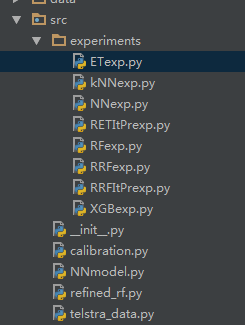 data
src
experiments
ETexp.py
kNNexp.py
NNexp.py
RETItPrexp.py
RFexp.py
RRFexp.py
RRFItPrexp.py
XGBexp.py
__init__.py
calibration.py
NNmodel.py
refined_rf.py
telstra_data.py